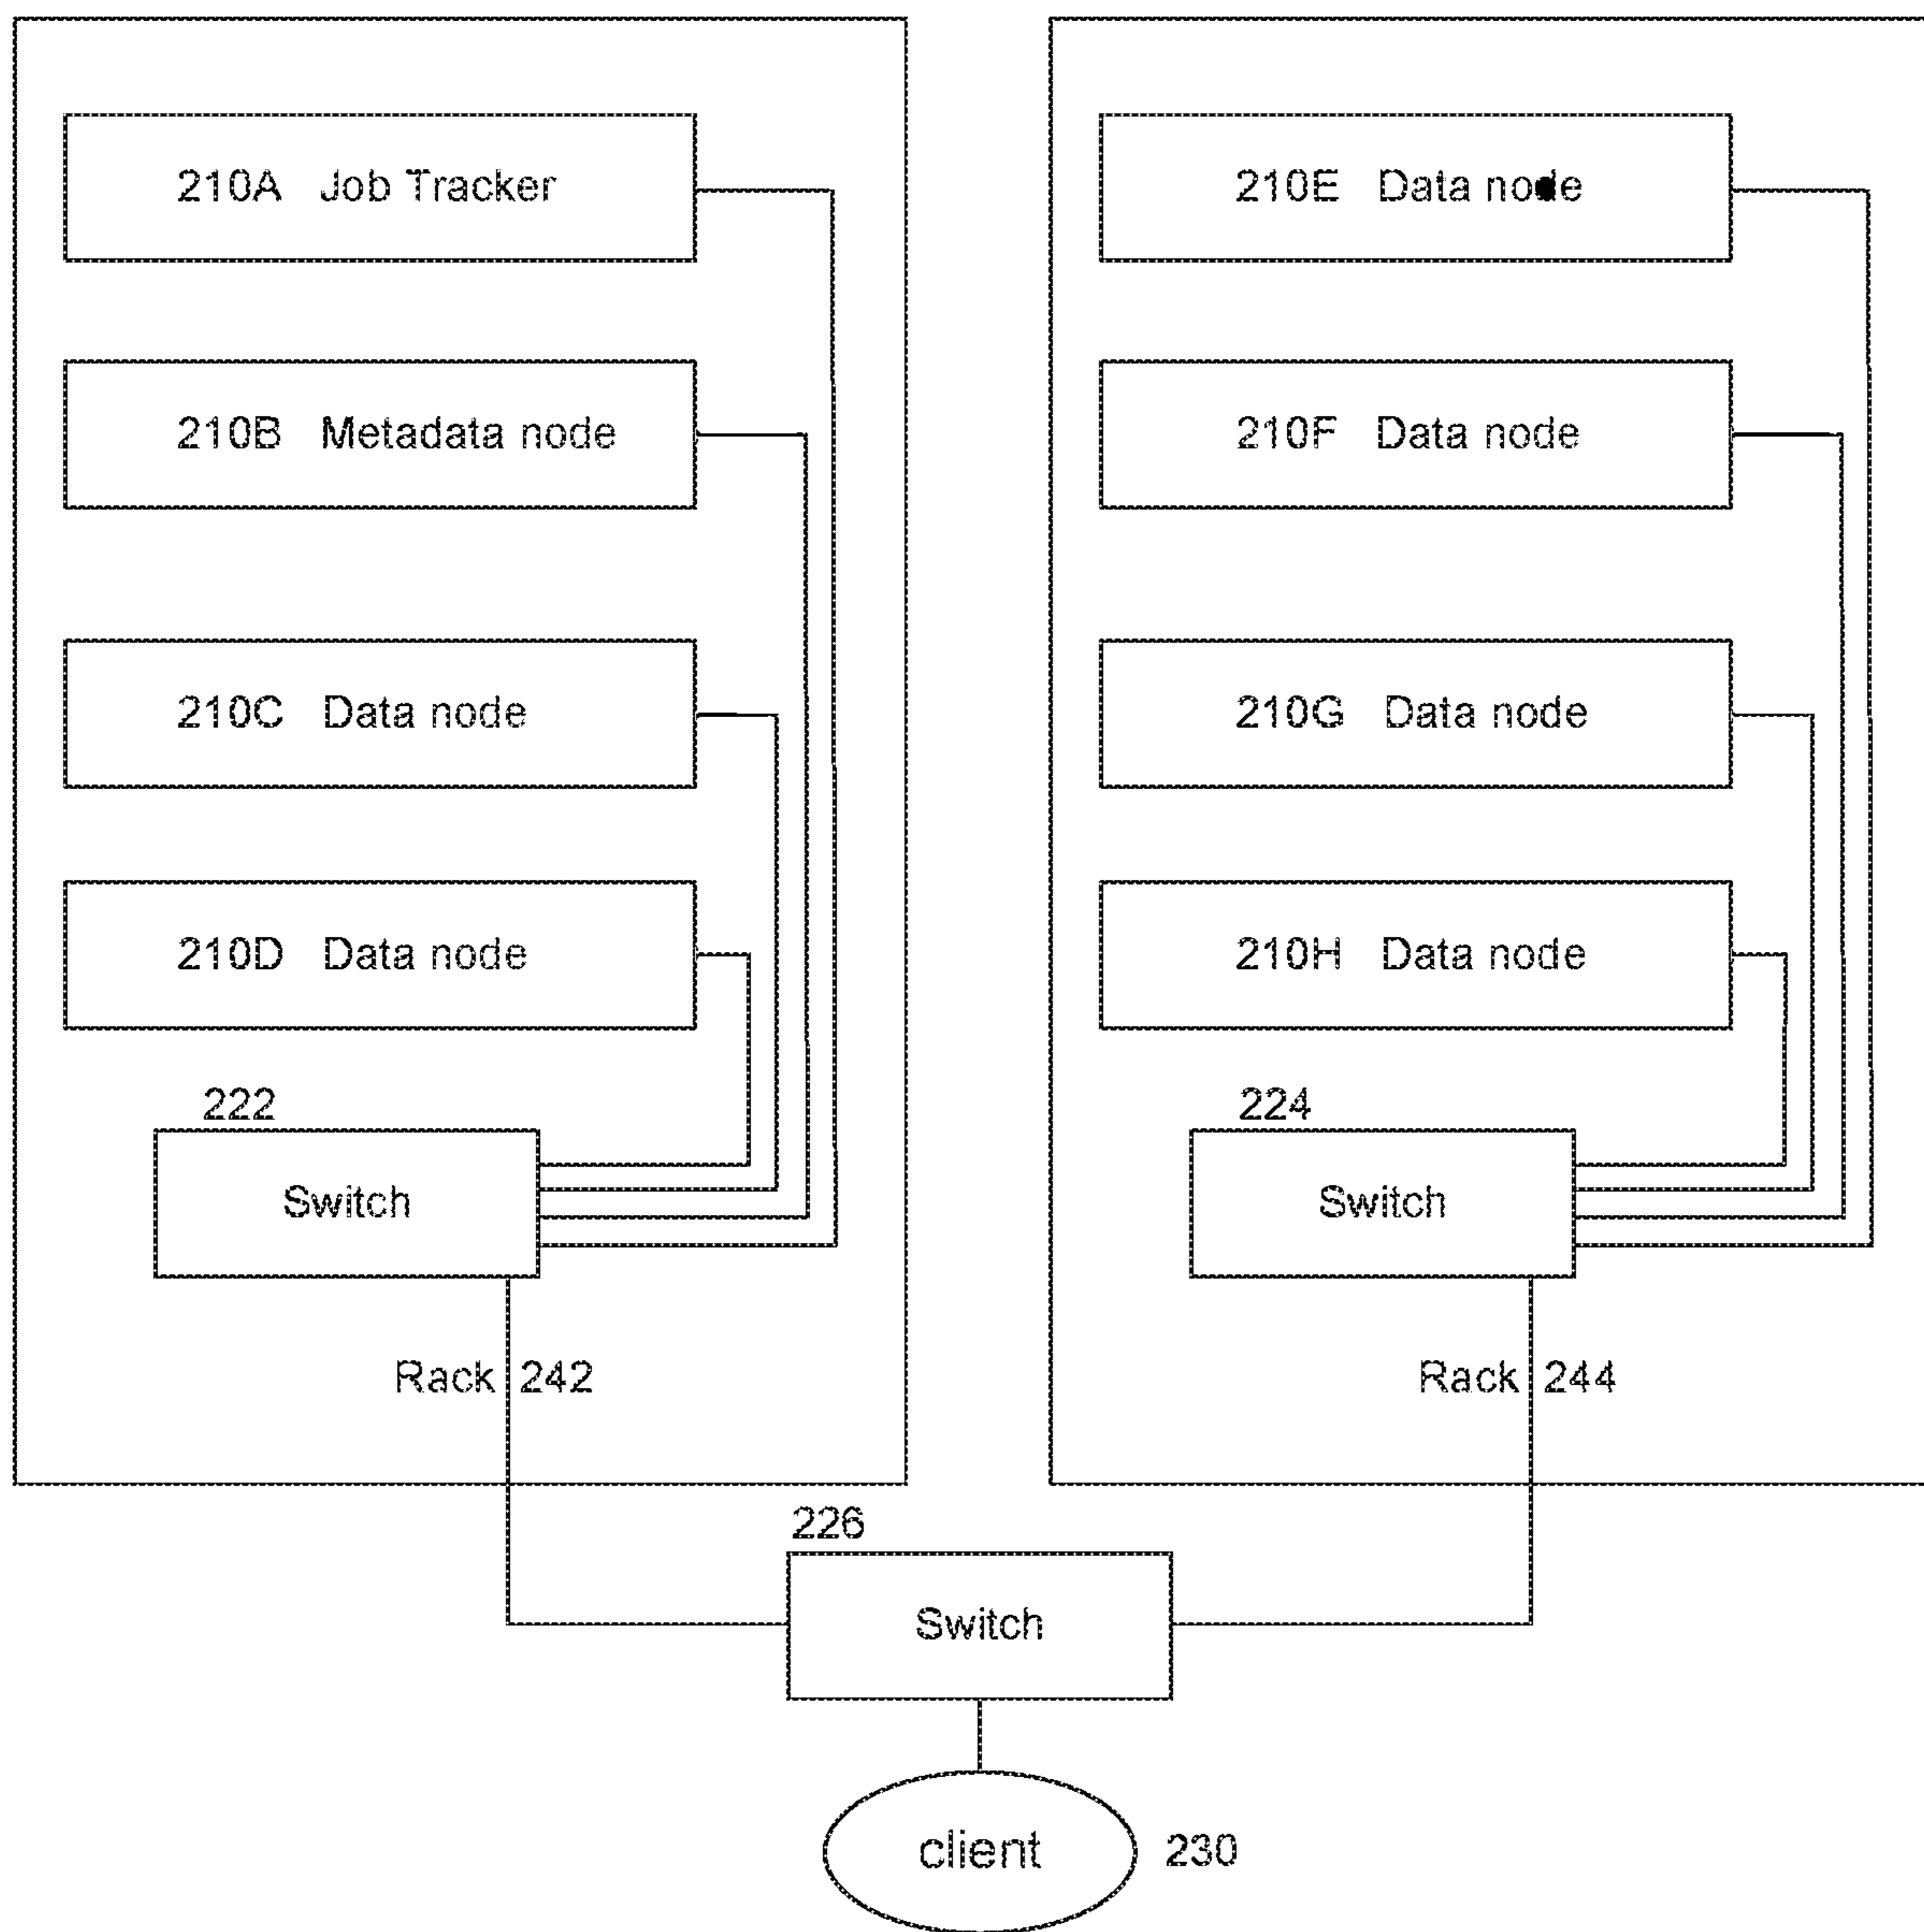 210A Job Tracker
210B Metadata node
210C Data node
210D Data node
222
Switch
Rack 242
210E Data node
210F Data node
210G Data node
210H Data node
224
Switch
Rack 244
226
Switch
client 230